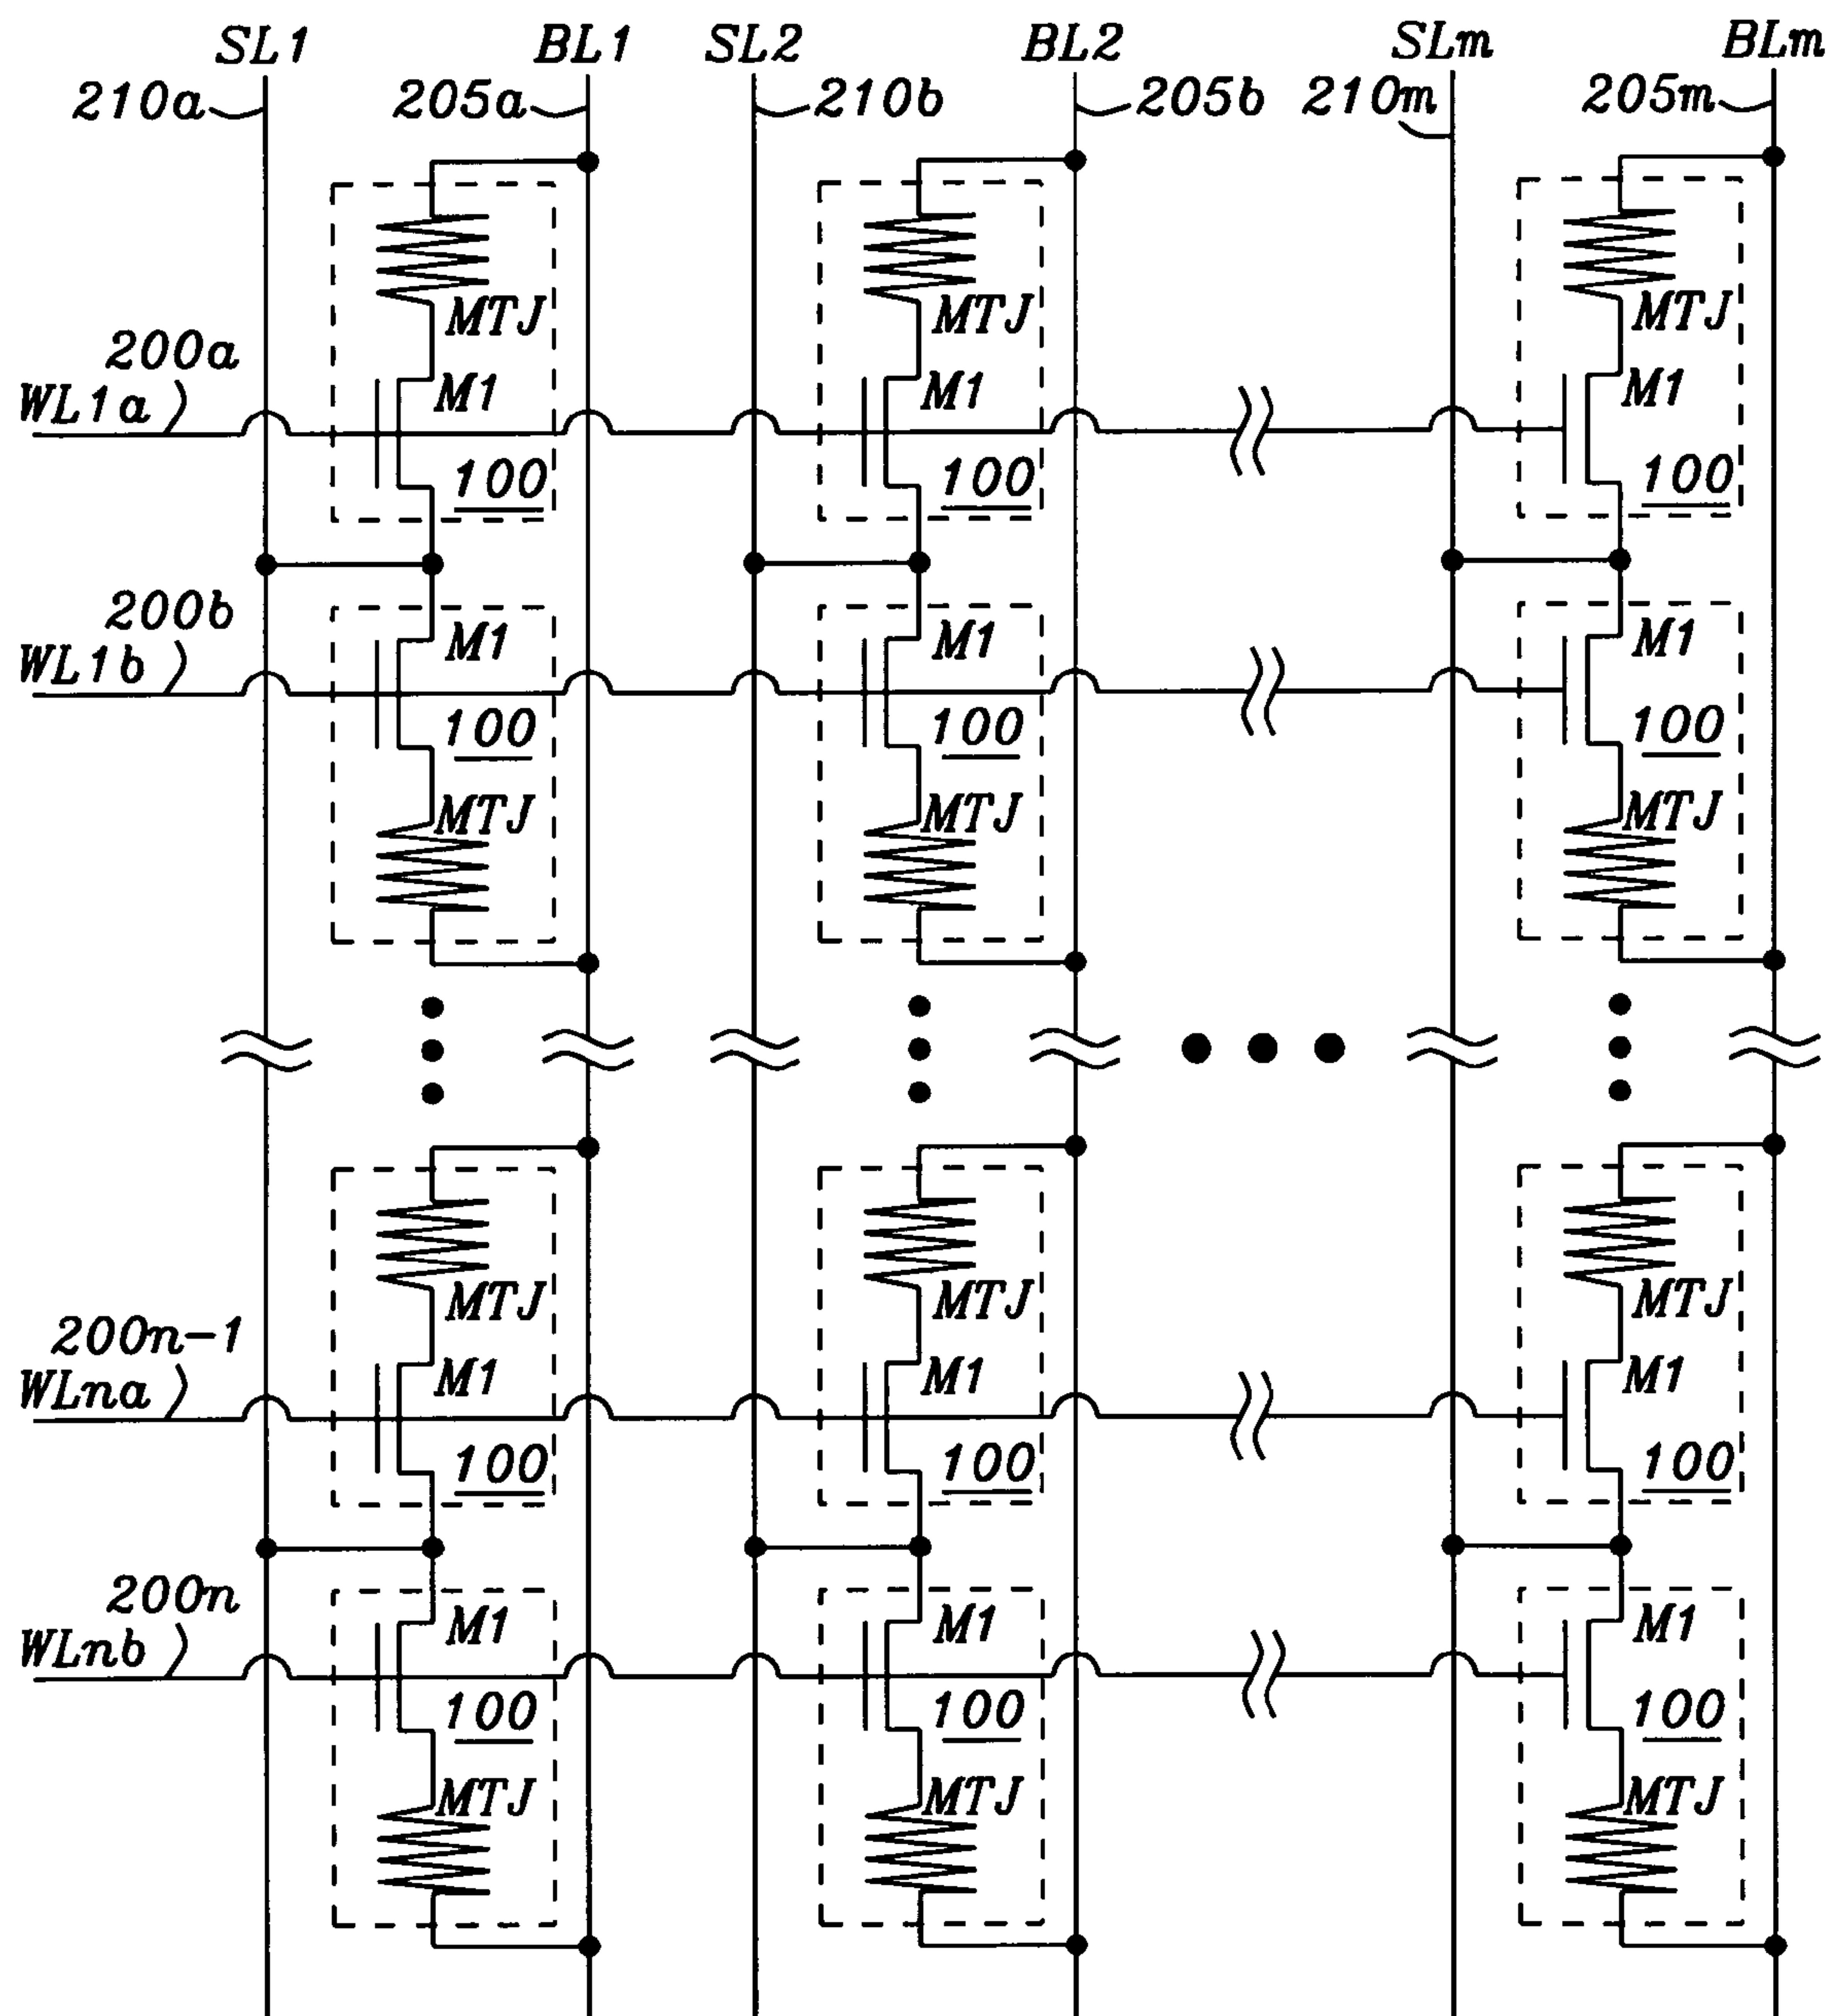 SL1 BL1 SL2 BL2 SLm BLm
210a 205a 210b 205b 210m 205m
MTJ MTJ MTJ
200a
WL1a M1 M1 M1
100 100 100
200b
WL1b M1 M1 M1
100 100 100
MTJ MTJ MTJ
MTJ MTJ MTJ
200n-1
WLna M1 M1 M1
100 100 100
200n
WLnb M1 M1 M1
100 100 100
MTJ MTJ MTJ